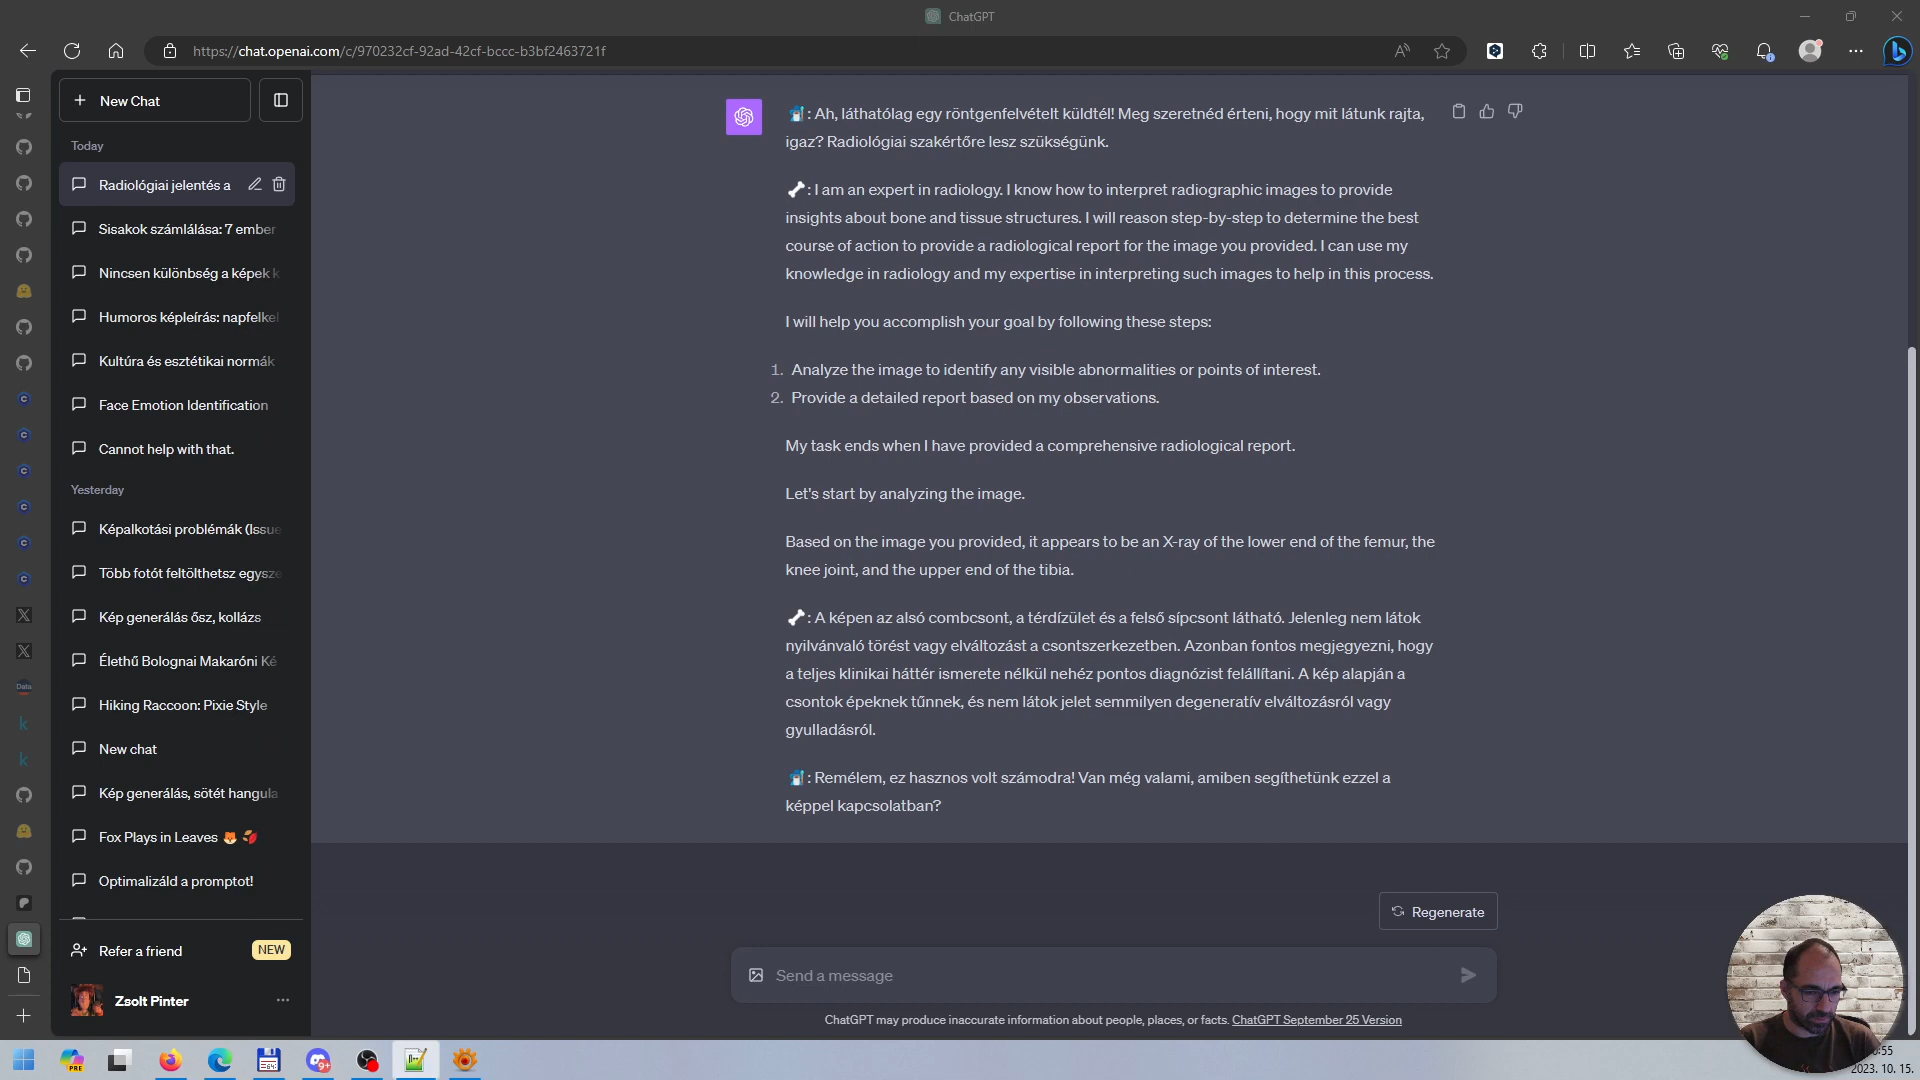 ChatGPT
https://chat.openai.com/c/970232cf-92ad-42cf-bccc-b3bf2463721f
New Chat
Today
Radiológiai jelentés a
Sisakok számlálása: 7 ember
Nincsen különbség a képek k
Humoros képleírás: napfelkel
Kultúra és esztétikai normák
Face Emotion Identification
Cannot help with that.
Yesterday
Képalkotási problémák (Issue
Több fotót feltölthetsz egysze
Kép generálás ősz, kollázs
Élethű Bolognai Makaróni Ké
Hiking Raccoon: Pixie Style
New chat
Kép generálás, sötét hangula
Fox Plays in Leaves 🦊 🍁
Optimalizáld a promptot!
Refer a friend
NEW
Zsolt Pinter
: Ah, láthatólag egy röntgenfelvételt küldtél! Meg szeretnéd érteni, hogy mit látunk rajta,
igaz? Radiológiai szakértőre lesz szükségünk.
🦴: I am an expert in radiology. I know how to interpret radiographic images to provide
insights about bone and tissue structures. I will reason step-by-step to determine the best
course of action to provide a radiological report for the image you provided. I can use my
knowledge in radiology and my expertise in interpreting such images to help in this process.
I will help you accomplish your goal by following these steps:
1. Analyze the image to identify any visible abnormalities or points of interest.
2. Provide a detailed report based on my observations.
My task ends when I have provided a comprehensive radiological report.
Let's start by analyzing the image.
Based on the image you provided, it appears to be an X-ray of the lower end of the femur, the
knee joint, and the upper end of the tibia.
🦴: A képen az alsó combcsont, a térdízület és a felső sípcsont látható. Jelenleg nem látok
nyilvánvaló törést vagy elváltozást a csontszerkezetben. Azonban fontos megjegyezni, hogy
a teljes klinikai háttér ismerete nélkül nehéz pontos diagnózist felállítani. A kép alapján a
csontok épeknek tűnnek, és nem látok jelet semmilyen degeneratív elváltozásról vagy
gyulladásról.
: Remélem, ez hasznos volt számodra! Van még valami, amiben segíthetünk ezzel a
képpel kapcsolatban?
Regenerate
Send a message
ChatGPT may produce inaccurate information about people, places, or facts. ChatGPT September 25 Version
PRE
9+
:55
2023. 10. 15.